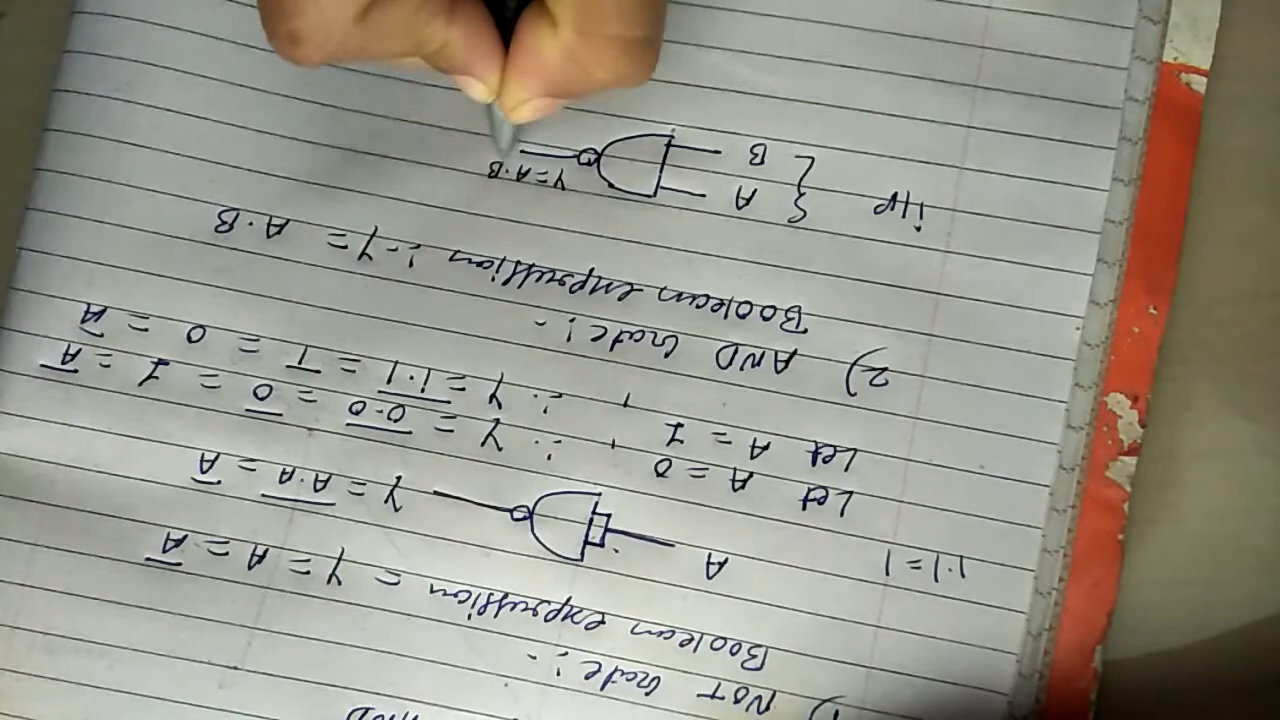 1) NOT Gate:-
Boolean expression = Y = A = A̅
A Y = A̅·̅A̅ = A̅
1·1=1
Let A = 0 , ∴ Y = 0̅·̅0̅ = 0̅ = 1 = A̅
Let A = 1 , ∴ Y = 1̅·̅1̅ = 1̅ = 0 = A̅
2) AND Gate:-
Boolean expression :- Y = A·B
i/p { A Y=A·B
B